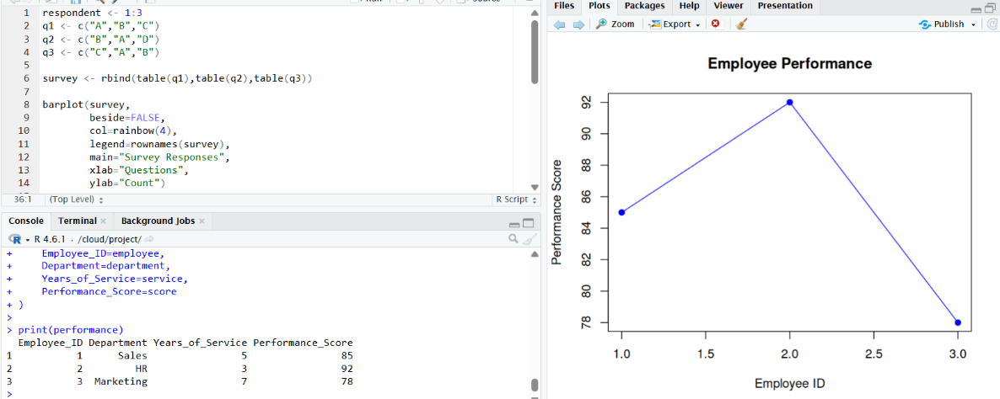 1 respondent <- 1:3
2 q1 <- c("A","B","C")
3 q2 <- c("B","A","D")
4 q3 <- c("C","A","B")
5
6 survey <- rbind(table(q1),table(q2),table(q3))
7
8 barplot(survey,
9 beside=FALSE,
10 col=rainbow(4),
11 legend=rownames(survey),
12 main="Survey Responses",
13 xlab="Questions",
14 ylab="Count")
36:1 (Top Level) R Script
Console Terminal Background Jobs
R 4.6.1 · /cloud/project/
+ Employee_ID=employee,
+ Department=department,
+ Years_of_Service=service,
+ Performance_Score=score
+ )
>
> print(performance)
Employee_ID Department Years_of_Service Performance_Score
1 1 Sales 5 85
2 2 HR 3 92
3 3 Marketing 7 78
>
Files Plots Packages Help Viewer Presentation
Zoom Export Publish
Employee Performance
Performance Score
92
90
88
86
84
82
80
78
1.0 1.5 2.0 2.5 3.0
Employee ID